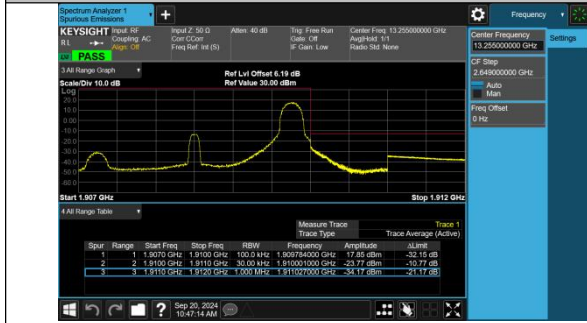 Spectrum Analyzer 1
Spurious Emissions
Frequency
KEYSIGHT Input: RF Input Z: 50 Ω Atten: 40 dB Trig: Free Run Center Freq: 13.255000000 GHz
RL Coupling: AC Corr CCorr Gate: Off Avg|Hold: 1/1
Align: Off Freq Ref: Int (S) IF Gain: Low Radio Std: None
PASS
Center Frequency
13.255000000 GHz
Settings
CF Step
2.649000000 GHz
Auto
Man
Freq Offset
0 Hz
3 All Range Graph
Ref Lvl Offset 6.19 dB
Scale/Div 10.0 dB Ref Value 30.00 dBm
Log
20.0
10.0
0.00
-10.0
-20.0
-30.0
-40.0
-50.0
-60.0
Start 1.907 GHz Stop 1.912 GHz
4 All Range Table
Measure Trace Trace 1
Trace Type Trace Average (Active)
Spur Range Start Freq Stop Freq RBW Frequency Amplitude ΔLimit
1 1 1.9070 GHz 1.9100 GHz 100.0 kHz 1.909784000 GHz 17.85 dBm -32.15 dB
2 2 1.9100 GHz 1.9110 GHz 30.00 kHz 1.910001000 GHz -23.77 dBm -10.77 dB
3 3 1.9110 GHz 1.9120 GHz 1.000 MHz 1.911027000 GHz -34.17 dBm -21.17 dB
Sep 20, 2024
10:47:14 AM